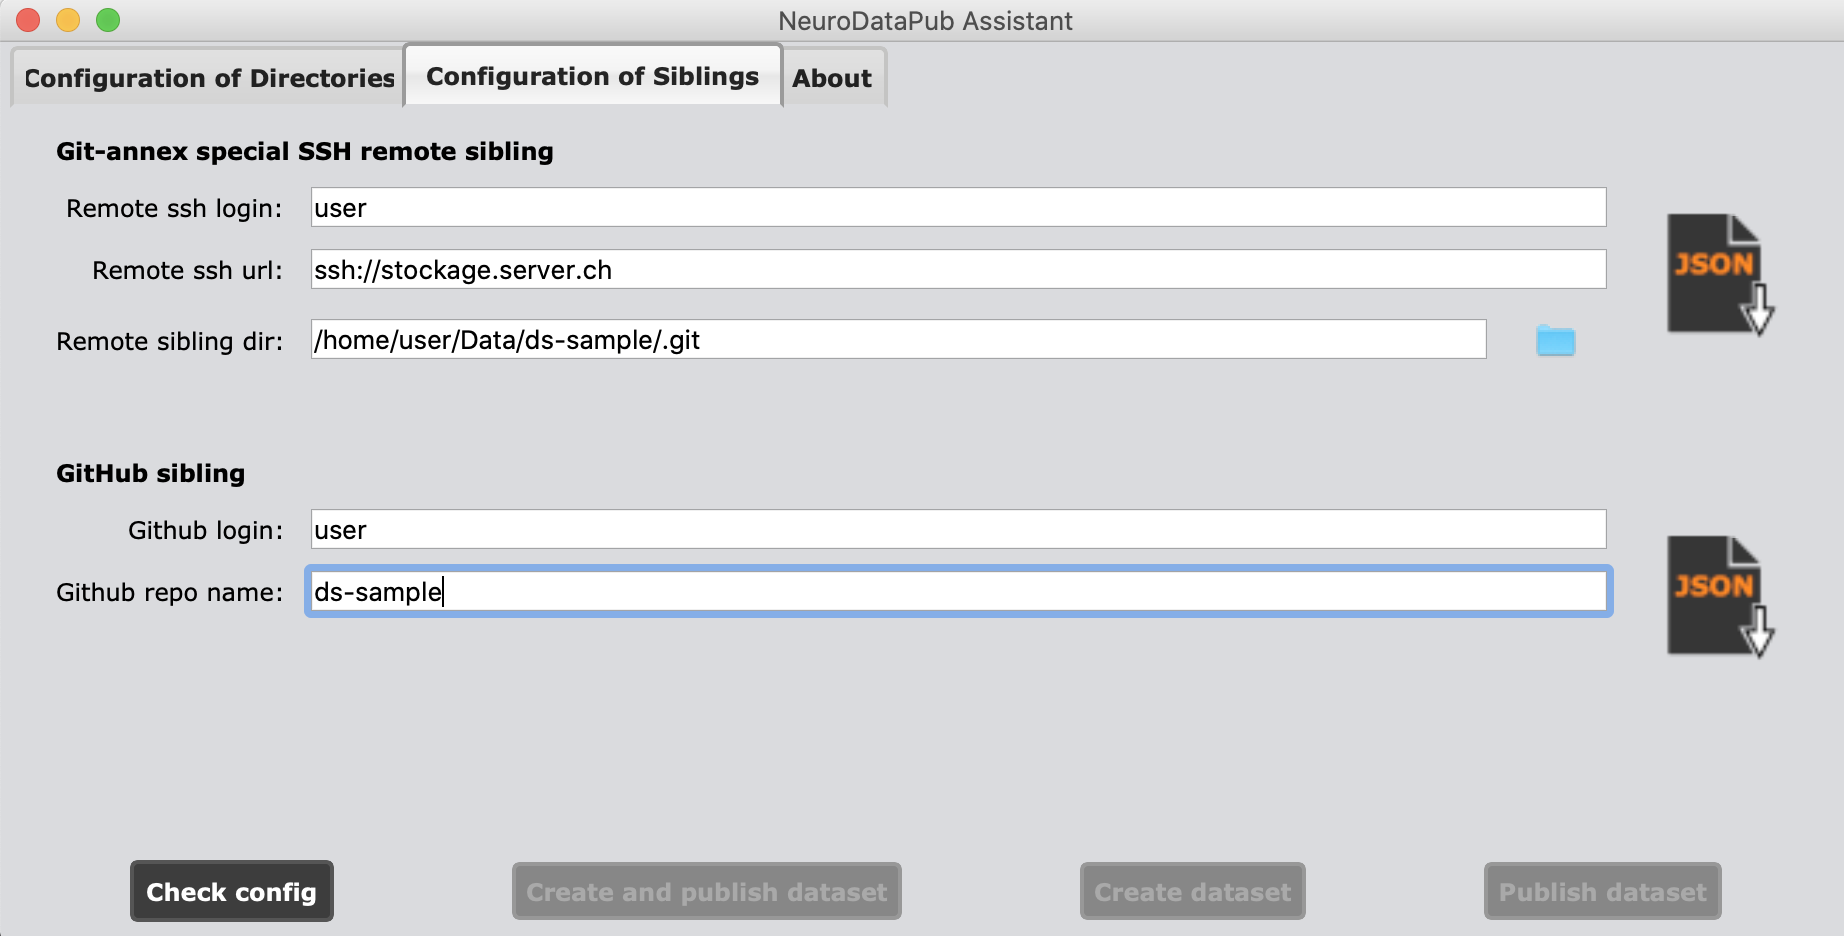 NeuroDataPub Assistant
Configuration of Directories Configuration of Siblings About
Git-annex special SSH remote sibling
Remote ssh login: user
Remote ssh url: ssh://stockage.server.ch
Remote sibling dir: /home/user/Data/ds-sample/.git
JSON
GitHub sibling
Github login: user
Github repo name: ds-sample
JSON
Check config Create and publish dataset Create dataset Publish dataset